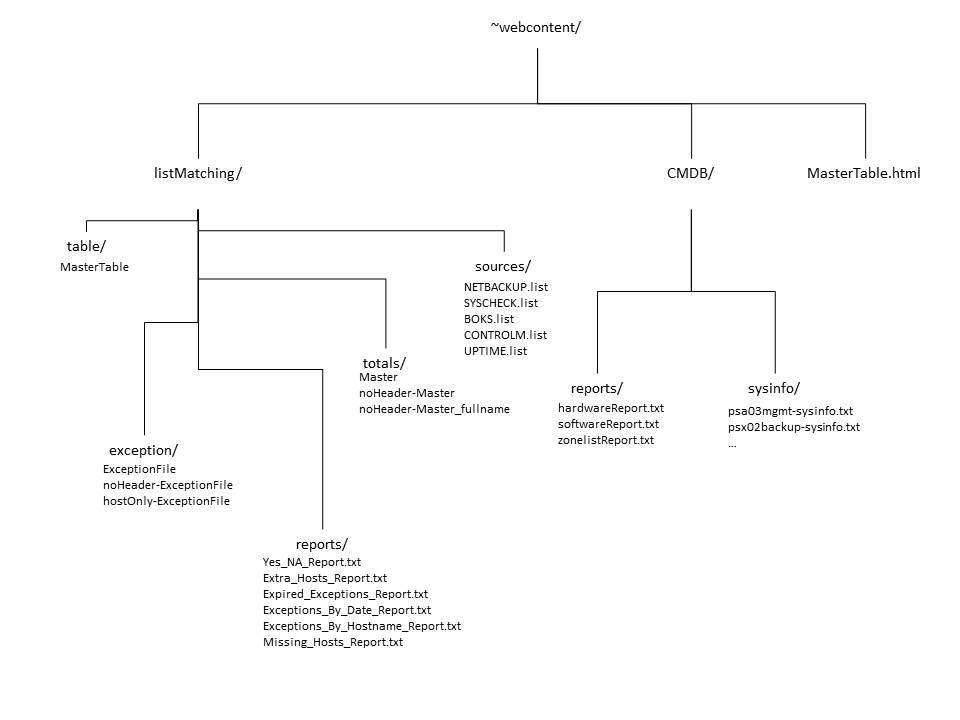 ~webcontent/
listMatching/
CMDB/
MasterTable.html
table/
MasterTable
sources/
NETBACKUP.list
SYSCHECK.list
BOKS.list
CONTROLM.list
UPTIME.list
totals/
Master
noHeader-Master
noHeader-Master_fullname
reports/
hardwareReport.txt
softwareReport.txt
zonelistReport.txt
sysinfo/
psa03mgmt-sysinfo.txt
psx02backup-sysinfo.txt
...
exception/
ExceptionFile
noHeader-ExceptionFile
hostOnly-ExceptionFile
reports/
Yes_NA_Report.txt
Extra_Hosts_Report.txt
Expired_Exceptions_Report.txt
Exceptions_By_Date_Report.txt
Exceptions_By_Hostname_Report.txt
Missing_Hosts_Report.txt